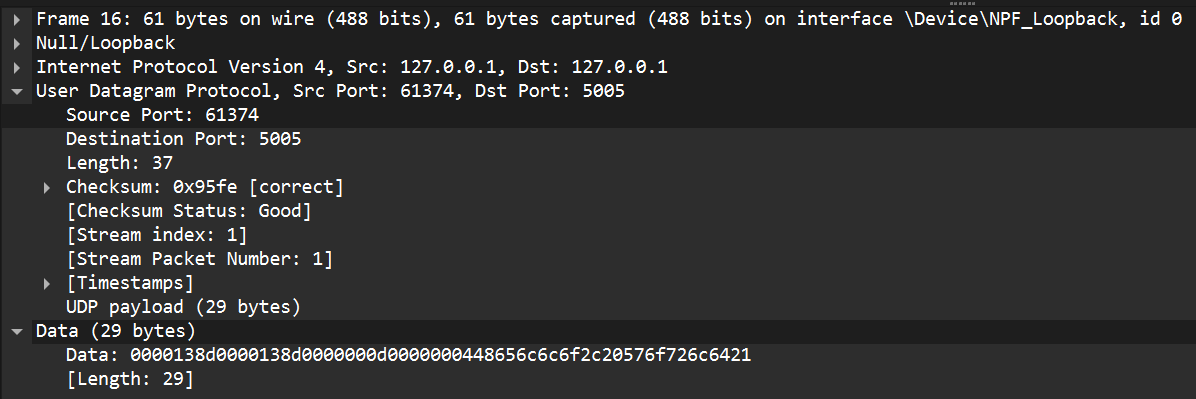 Frame 16: 61 bytes on wire (488 bits), 61 bytes captured (488 bits) on interface \Device\NPF_Loopback, id 0
Null/Loopback
Internet Protocol Version 4, Src: 127.0.0.1, Dst: 127.0.0.1
User Datagram Protocol, Src Port: 61374, Dst Port: 5005
Source Port: 61374
Destination Port: 5005
Length: 37
Checksum: 0x95fe [correct]
[Checksum Status: Good]
[Stream index: 1]
[Stream Packet Number: 1]
[Timestamps]
UDP payload (29 bytes)
Data (29 bytes)
Data: 0000138d0000138d0000000d0000000448656c6c6f2c20576f726c6421
[Length: 29]